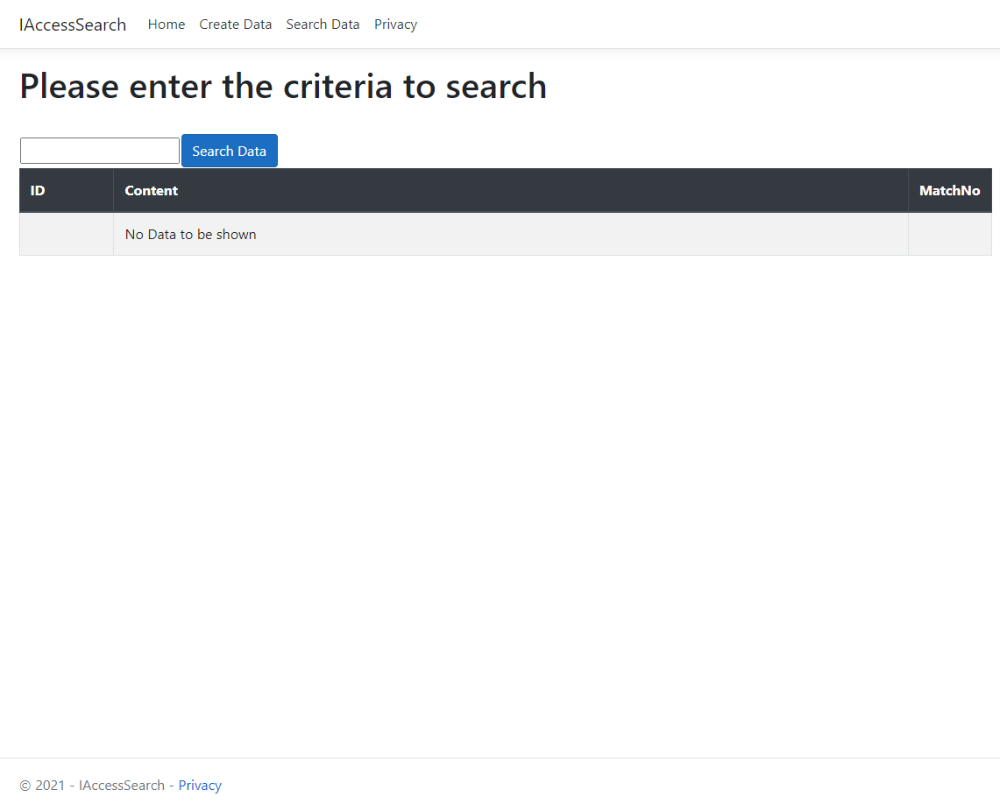 IAccessSearch Home Create Data Search Data Privacy
Please enter the criteria to search
Search Data
ID Content MatchNo
No Data to be shown
© 2021 - IAccessSearch - Privacy